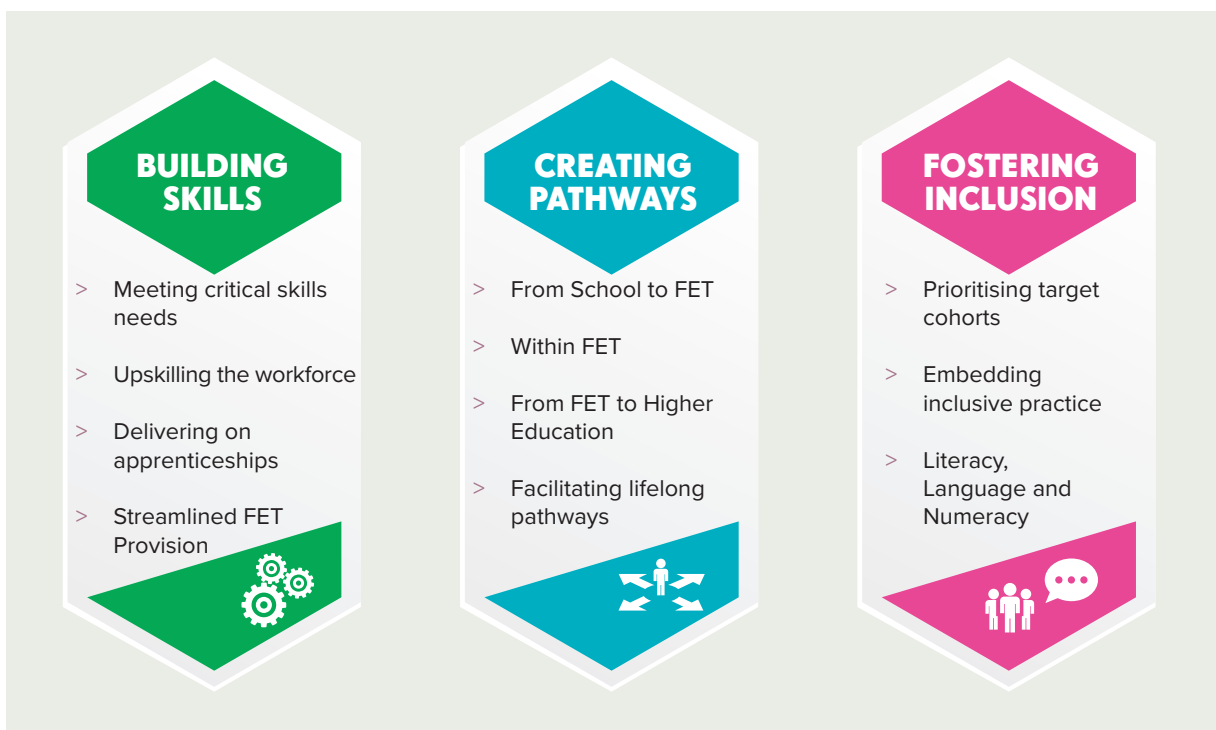 BUILDING
SKILLS
> Meeting critical skills
needs
> Upskilling the workforce
> Delivering on
apprenticeships
> Streamlined FET
Provision
CREATING
PATHWAYS
> From School to FET
> Within FET
> From FET to Higher
Education
> Facilitating lifelong
pathways
FOSTERING
INCLUSION
> Prioritising target
cohorts
> Embedding
inclusive practice
> Literacy,
Language and
Numeracy